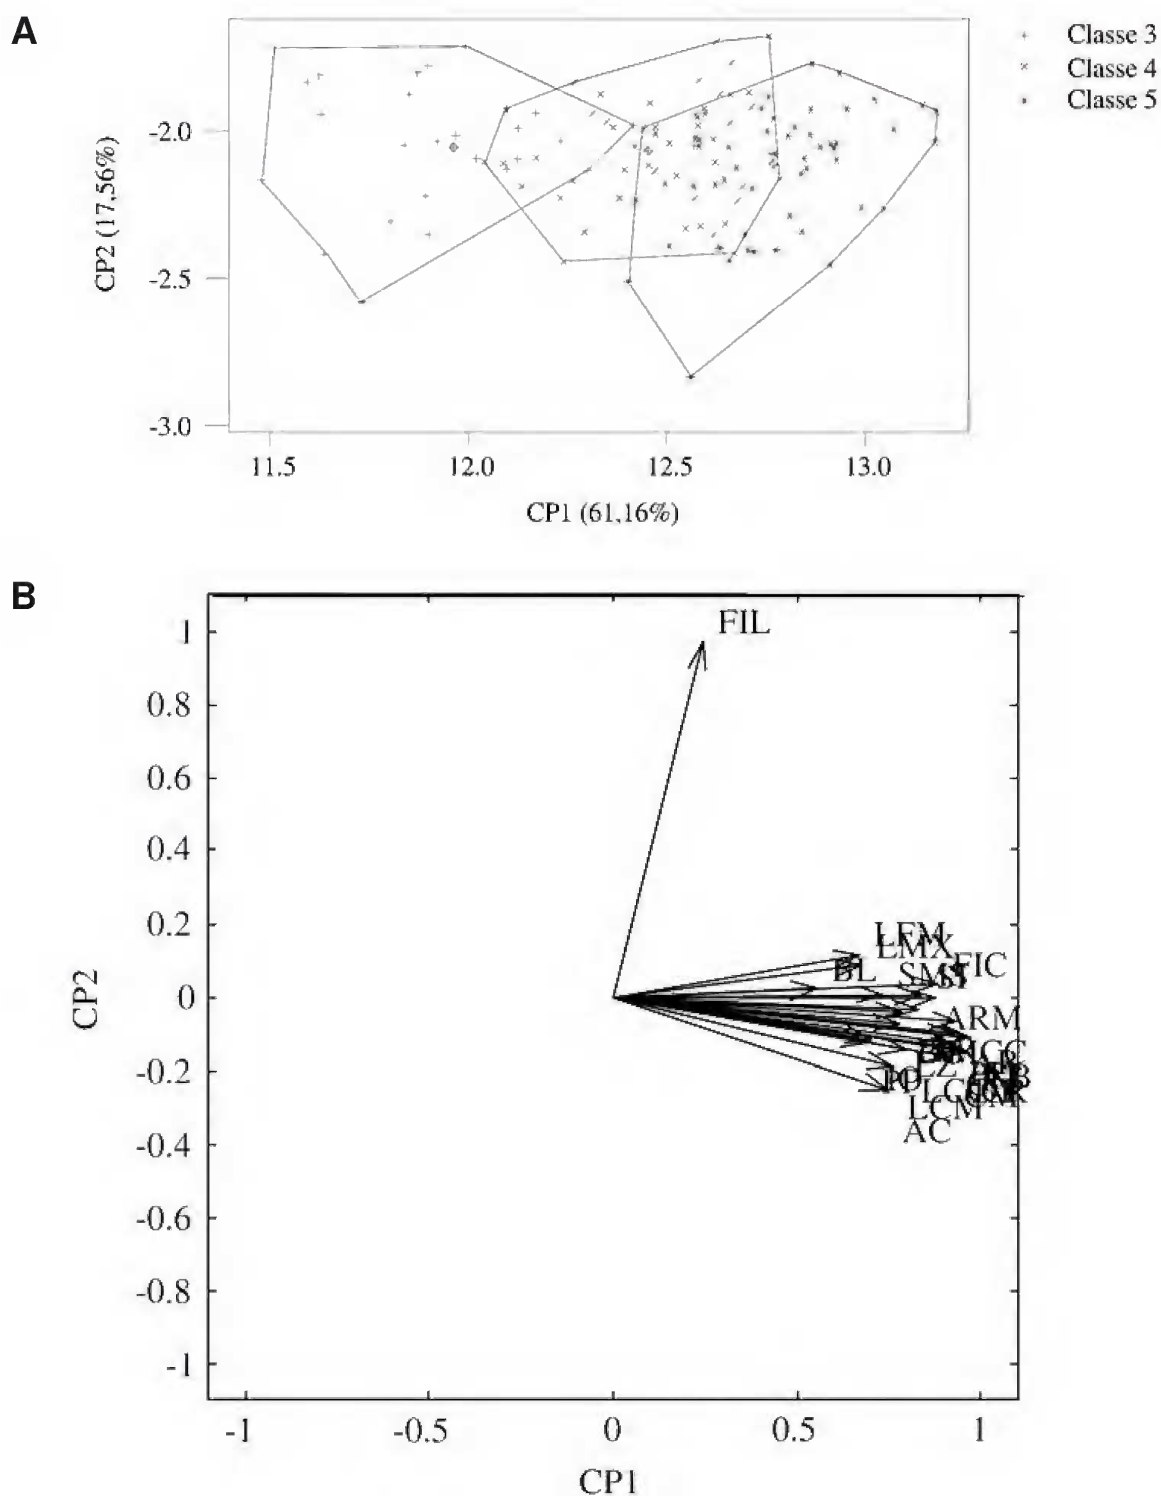 A
Classe 3
Classe 4
Classe 5
-2.0
-2.5
-3.0
CP2 (17,56%)
11.5 12.0 12.5 13.0
CP1 (61,16%)
B
FIL
1
0.8
0.6
0.4
0.2
0
-0.2
-0.4
-0.6
-0.8
-1
CP2
LFM
LMX
FIC
BL
ARM
LCM
AC
-1 -0.5 0 0.5 1
CP1